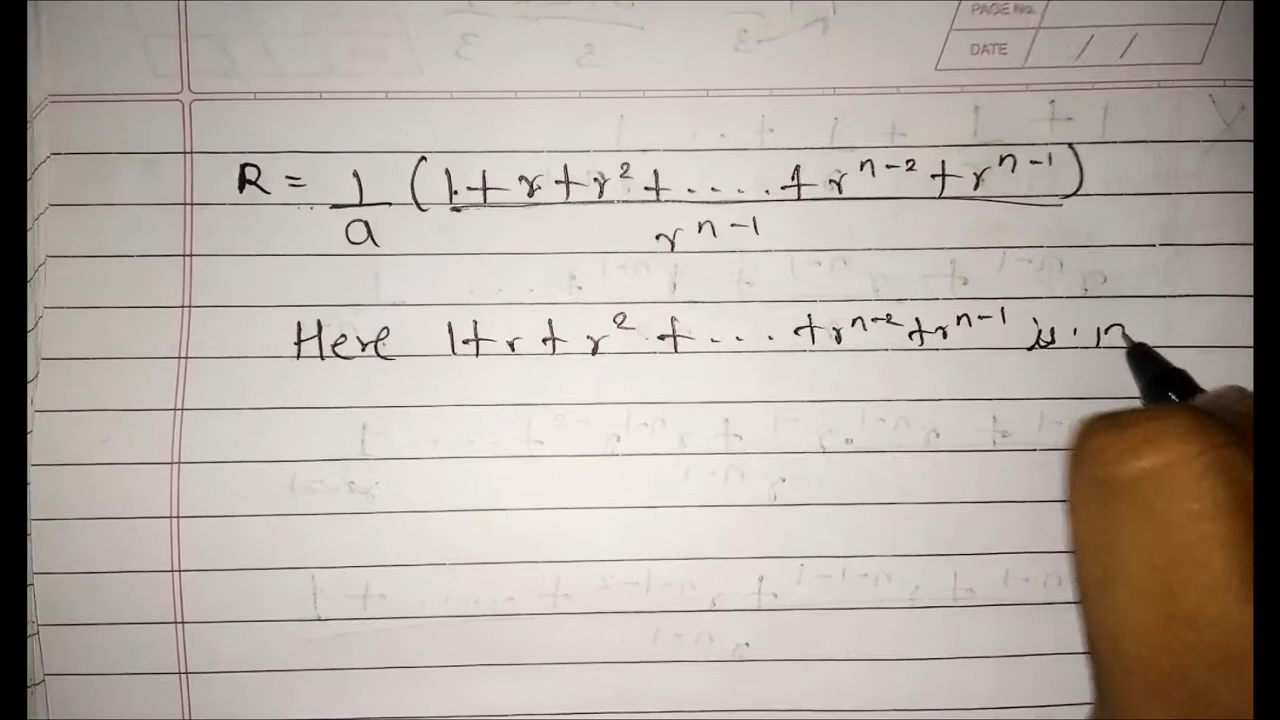 PAGE No.
DATE / /
R = 1/a (1 + r + r² + .... + r^(n-2) + r^(n-1)) / r^(n-1)
Here 1 + r + r² + ... + r^(n-2) + r^(n-1) is in